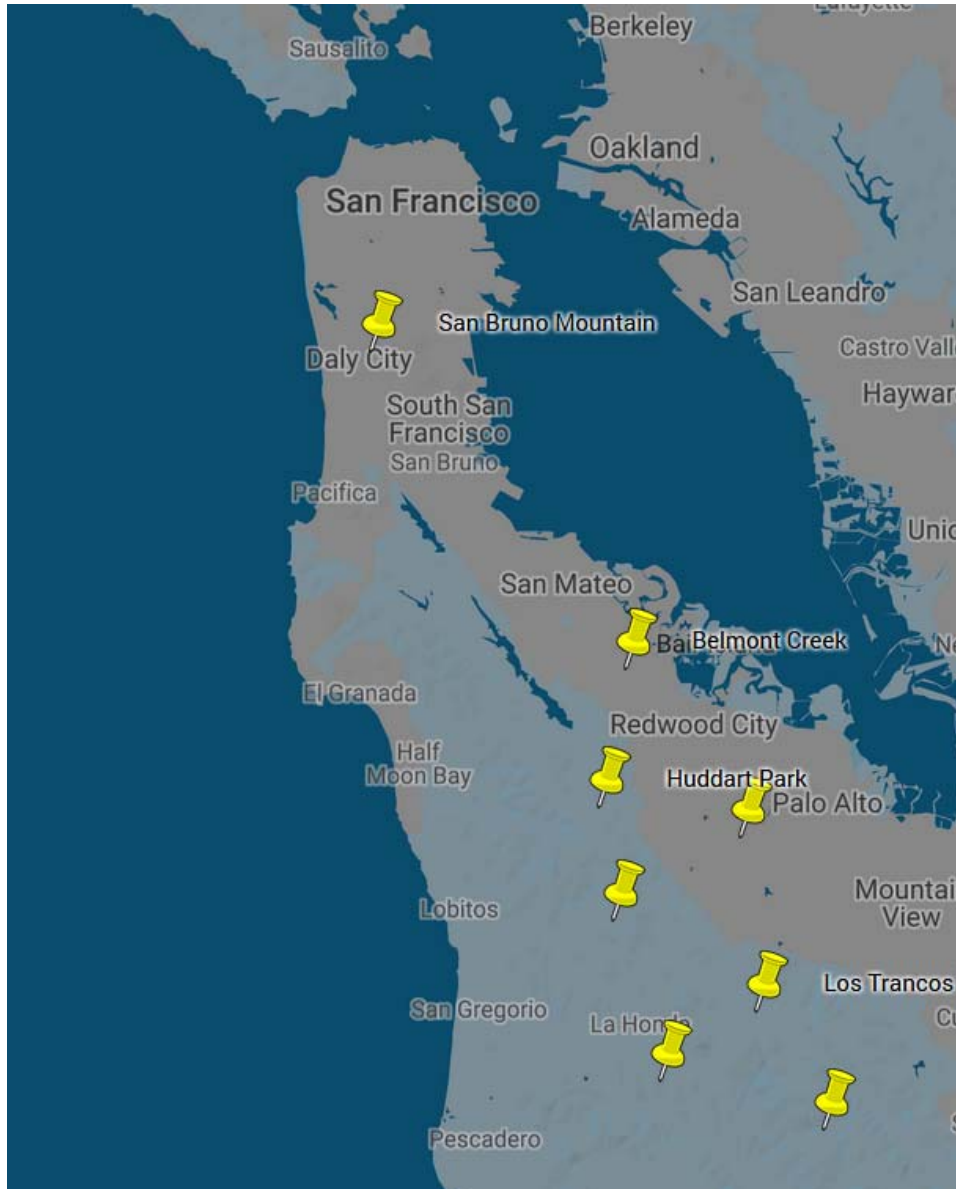 Berkeley
Sausalito
Oakland
San Francisco
Alameda
San Leandro
San Bruno Mountain
Castro Vall
Daly City
Haywar
South San
Francisco
San Bruno
Pacifica
Unio
San Mateo
Belmont Creek
El Granada
Redwood City
Half
Moon Bay
Huddart Park
Palo Alto
Mountai
View
Lobitos
Los Trancos
San Gregorio
La Honda
Cu
Pescadero